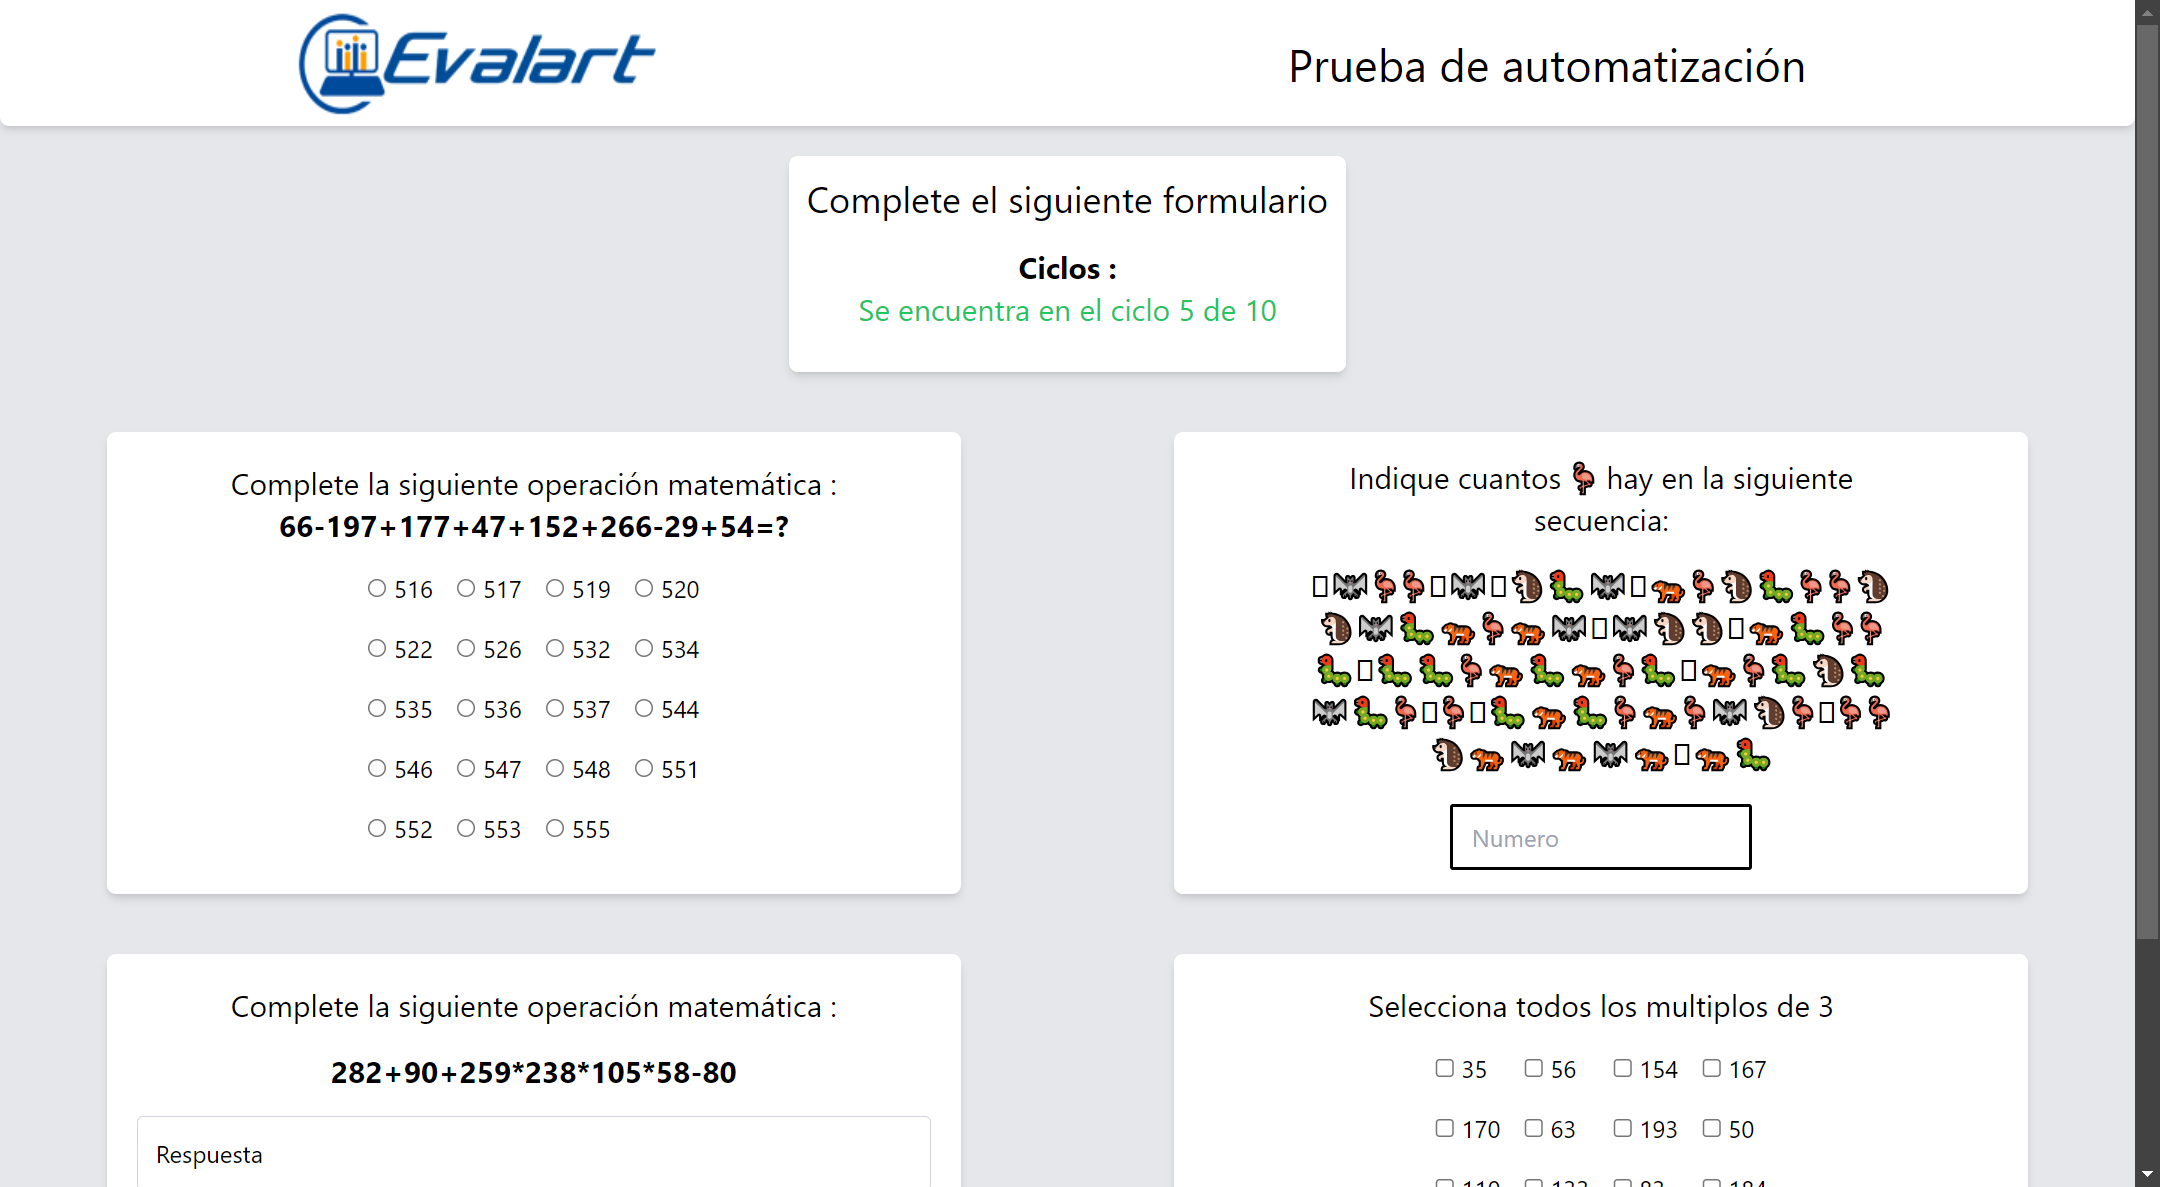 Evalart
Prueba de automatización
Complete el siguiente formulario
Ciclos :
Se encuentra en el ciclo 5 de 10
Complete la siguiente operación matemática :
66-197+177+47+152+266-29+54=?
516 517 519 520
522 526 532 534
535 536 537 544
546 547 548 551
552 553 555
Indique cuantos 🦩 hay en la siguiente
secuencia:
Numero
Complete la siguiente operación matemática :
282+90+259*238*105*58-80
Respuesta
Selecciona todos los multiplos de 3
35 56 154 167
170 63 193 50